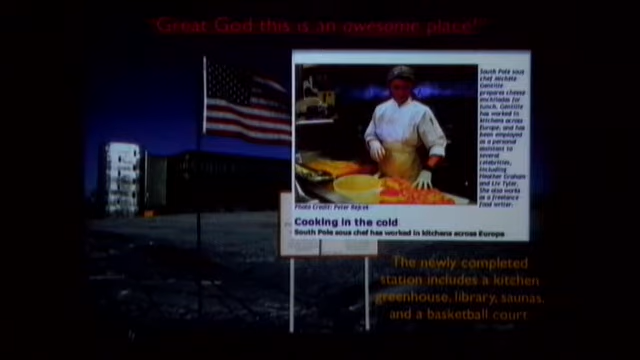 "Great God this is an awesome place"
South Pole sous
chef Michele
Gentille
prepares cheese
enchiladas for
lunch. Gentille
has worked in
kitchens across
Europe, and has
been employed
as a personal
assistant to
several
celebrities,
including
Heather Graham
and Liv Tyler.
She also works
as a freelance
food writer.
Photo Credit: Peter Rejcek
Cooking in the cold
South Pole sous chef has worked in kitchens across Europe
The newly completed
station includes a kitchen
greenhouse, library, saunas,
and a basketball court